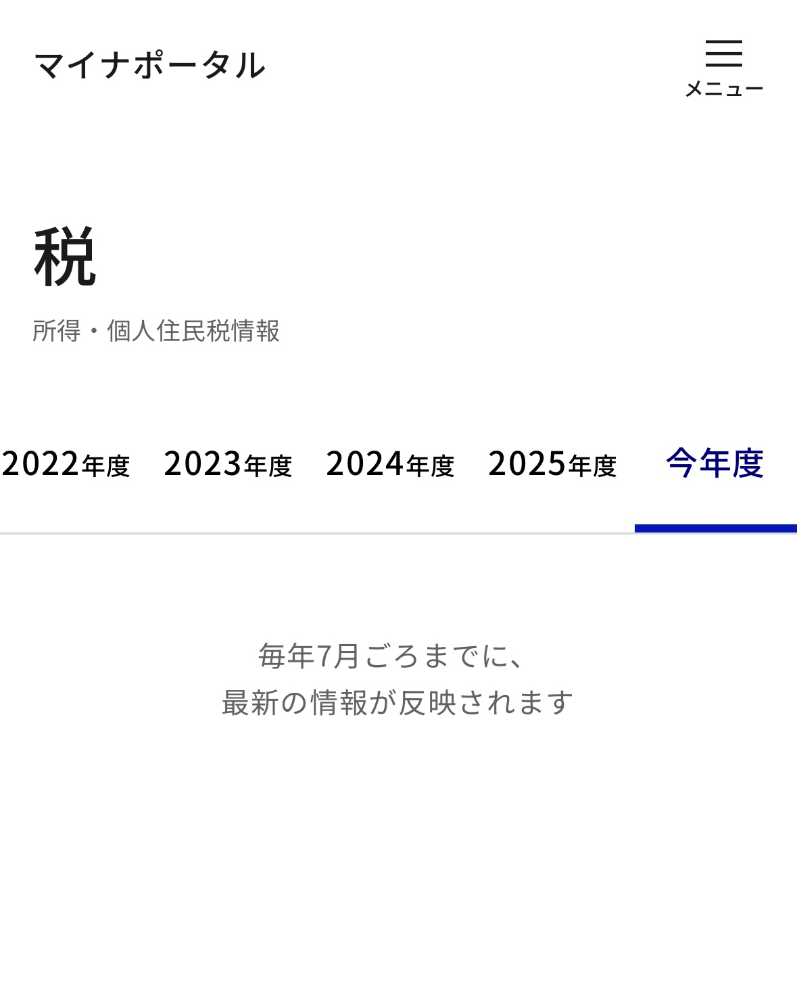 マイナポータル
メニュー
税
所得・個人住民税情報
2022年度 2023年度 2024年度 2025年度 今年度
毎年7月ごろまでに、
最新の情報が反映されます